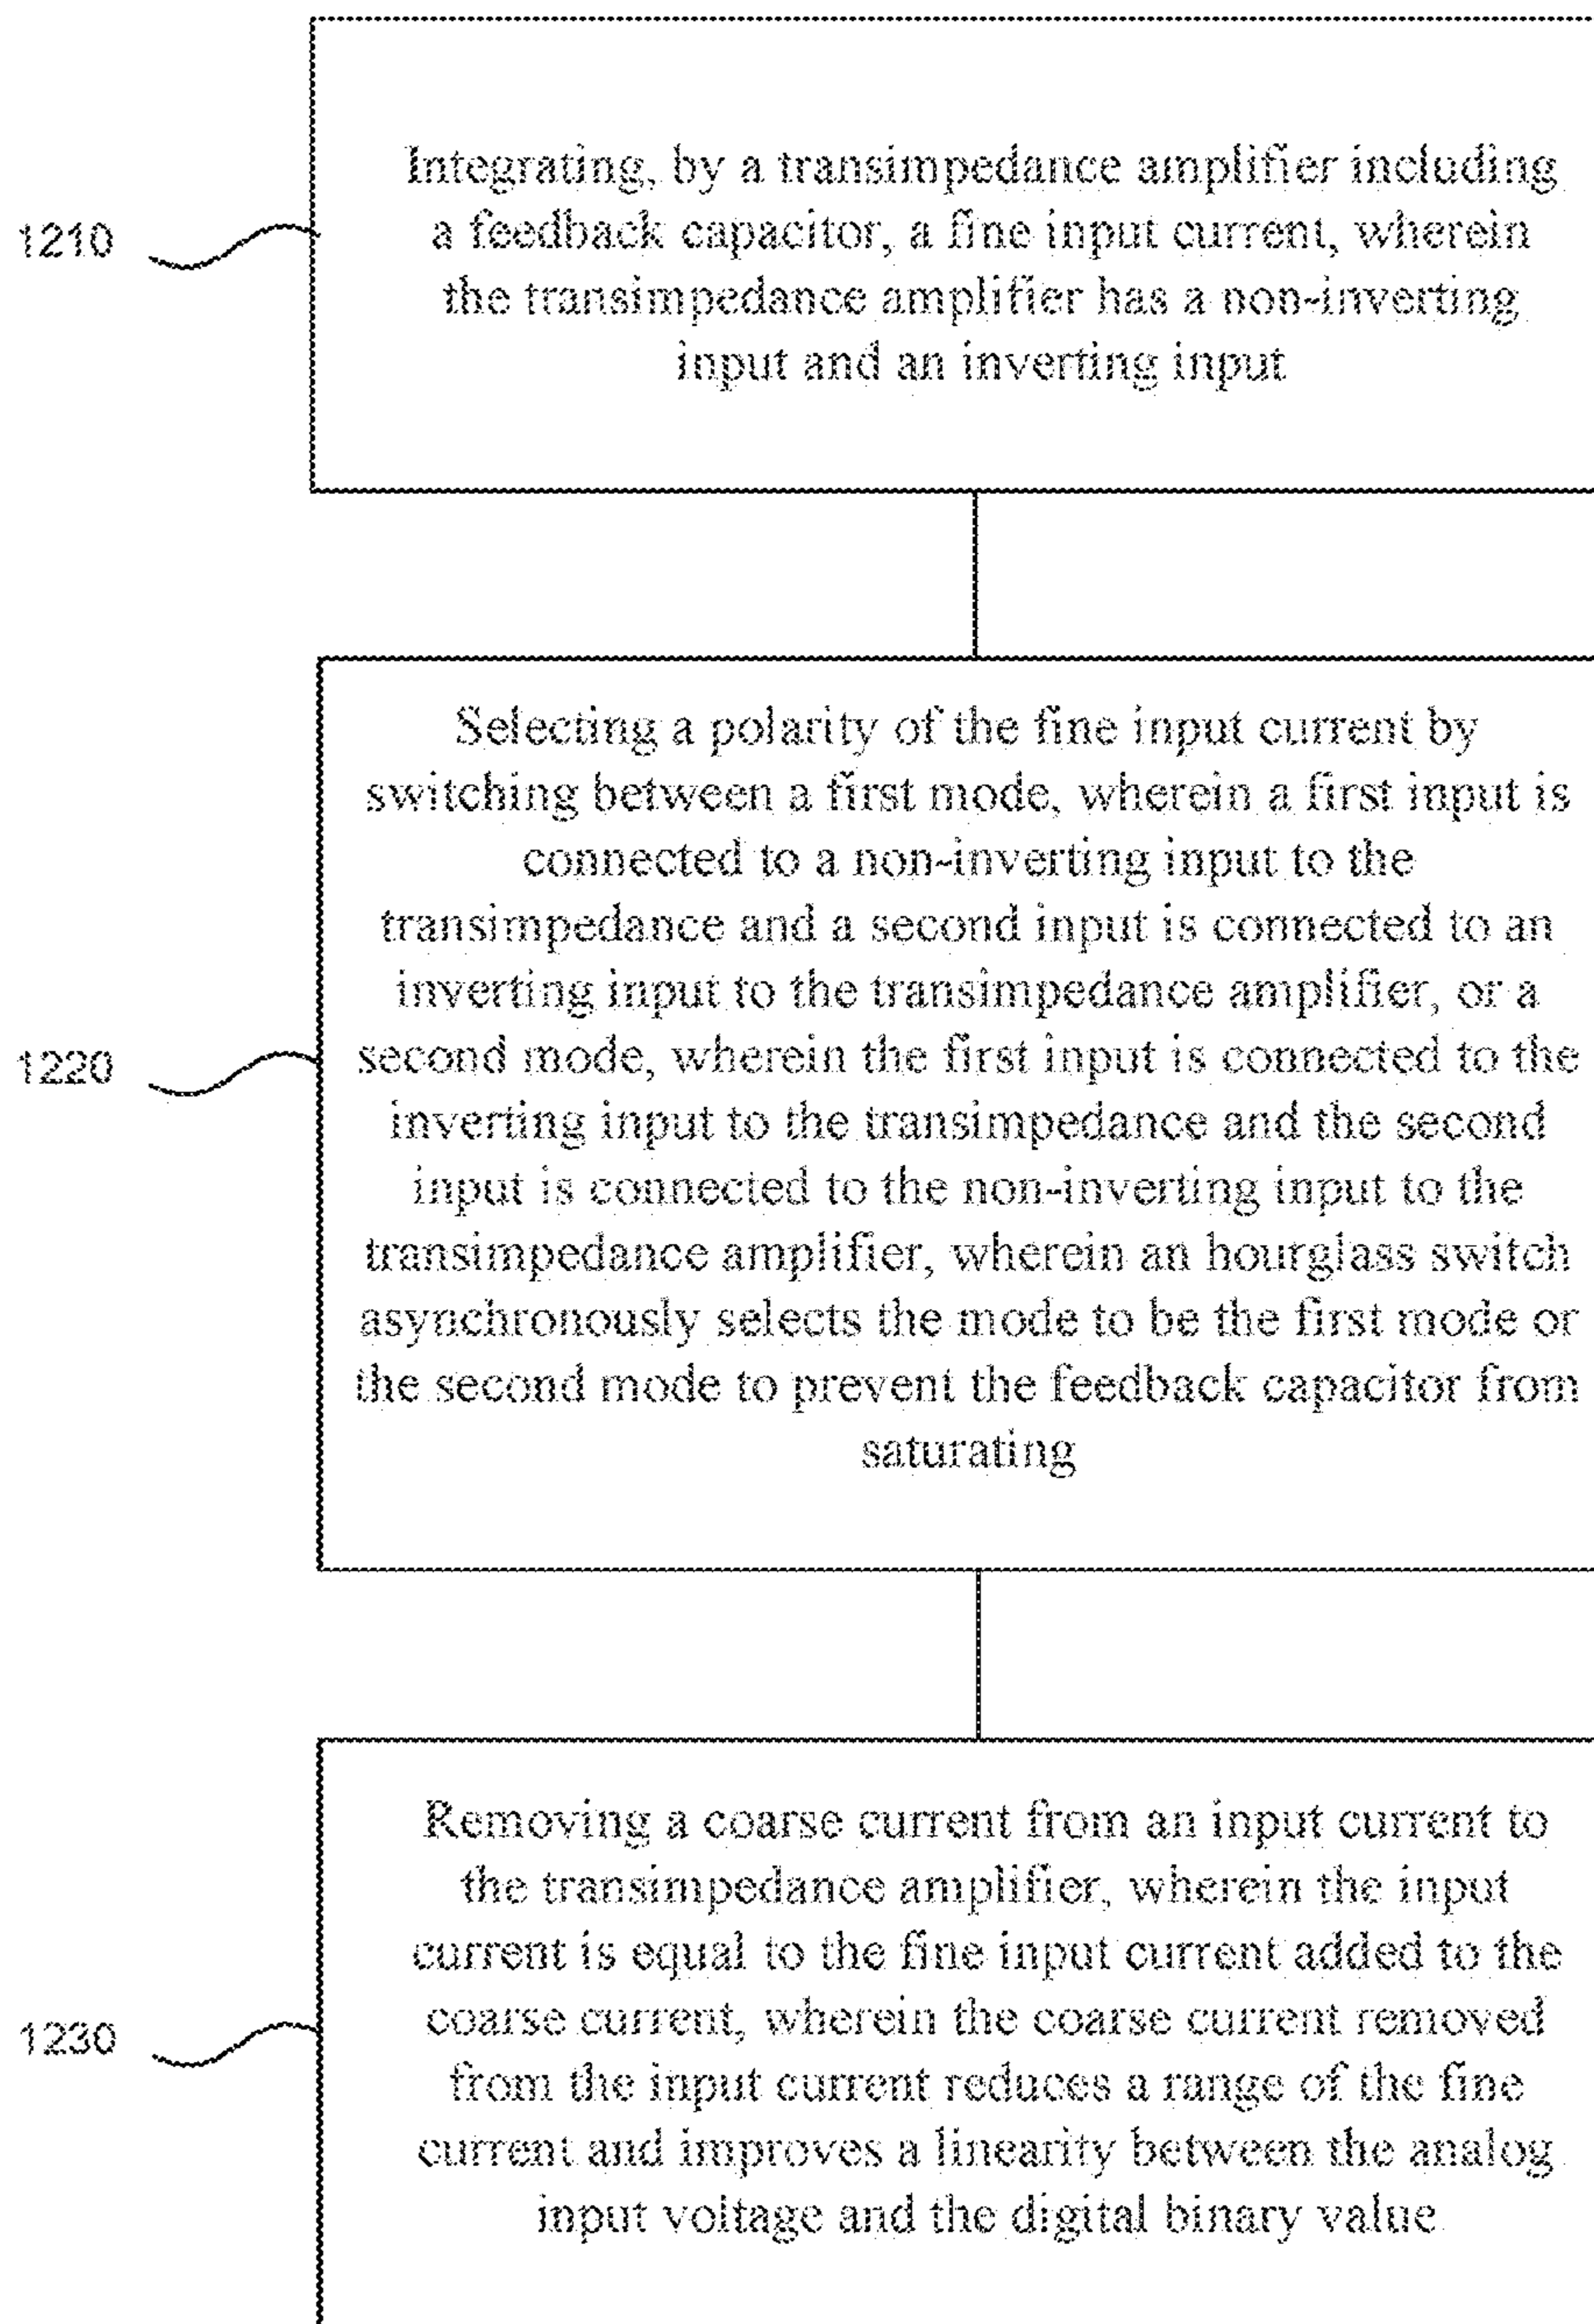 Integrating, by a transimpedance amplifier including
1210
a feedback capacitor, a fine input current, wherein
the transimpedance amplifier has a non-inverting
input and an inverting input
Selecting a polarity of the fine input current by
switching between a first mode, wherein a first input is
connected to a non-inverting input to the
transimpedance and a second input is connected to an
inverting input to the transimpedance amplifier, or a
1220
second mode, wherein the first input is connected to the
inverting input to the transimpedance and the second
input is connected to the non-inverting input to the
transimpedance amplifier, wherein an hourglass switch
asynchronously selects the mode to be the first mode or
the second mode to prevent the feedback capacitor from
saturating
Removing a coarse current from an input current to
the transimpedance amplifier, wherein the input
current is equal to the fine input current added to the
1230
coarse current, wherein the coarse current removed
from the input current reduces a range of the fine
current and improves a linearity between the analog
input voltage and the digital binary value